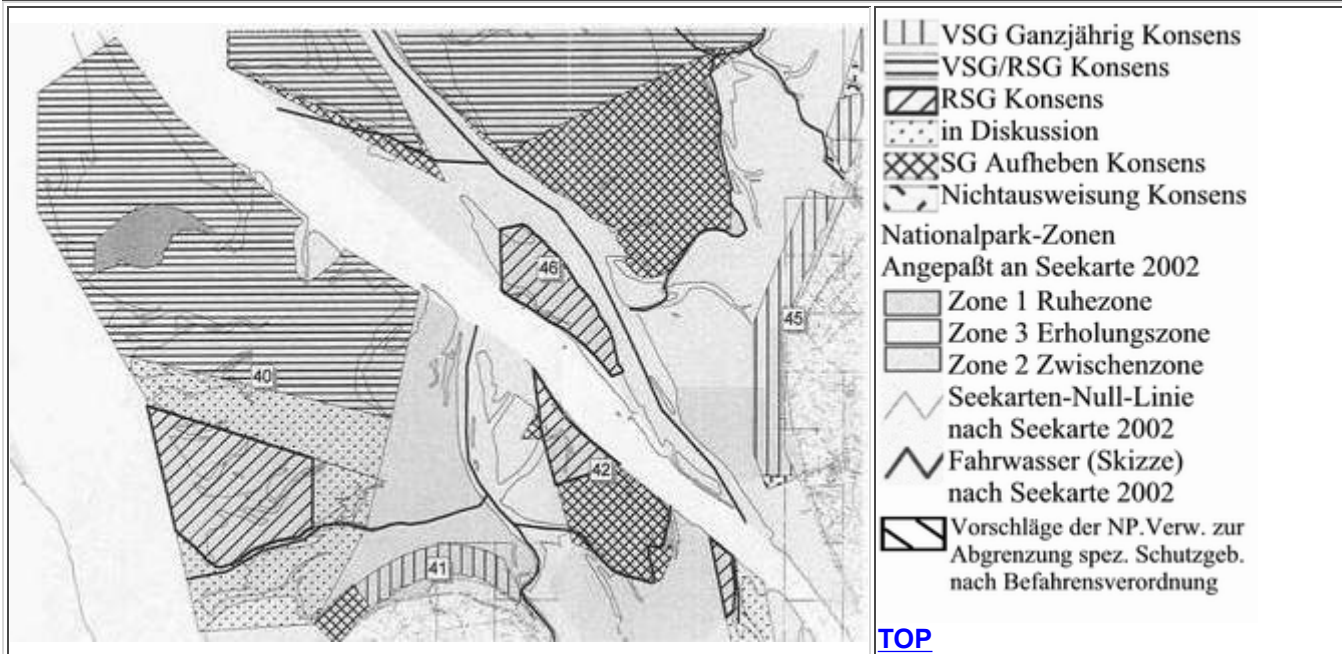 46
45
40
42
41
VSG Ganzjährig Konsens
VSG/RSG Konsens
RSG Konsens
in Diskussion
SG Aufheben Konsens
Nichtausweisung Konsens
Nationalpark-Zonen
Angepaßt an Seekarte 2002
Zone 1 Ruhezone
Zone 3 Erholungszone
Zone 2 Zwischenzone
Seekarten-Null-Linie
nach Seekarte 2002
Fahrwasser (Skizze)
nach Seekarte 2002
Vorschläge der NP.Verw. zur
Abgrenzung spez. Schutzgeb.
nach Befahrensverordnung
TOP